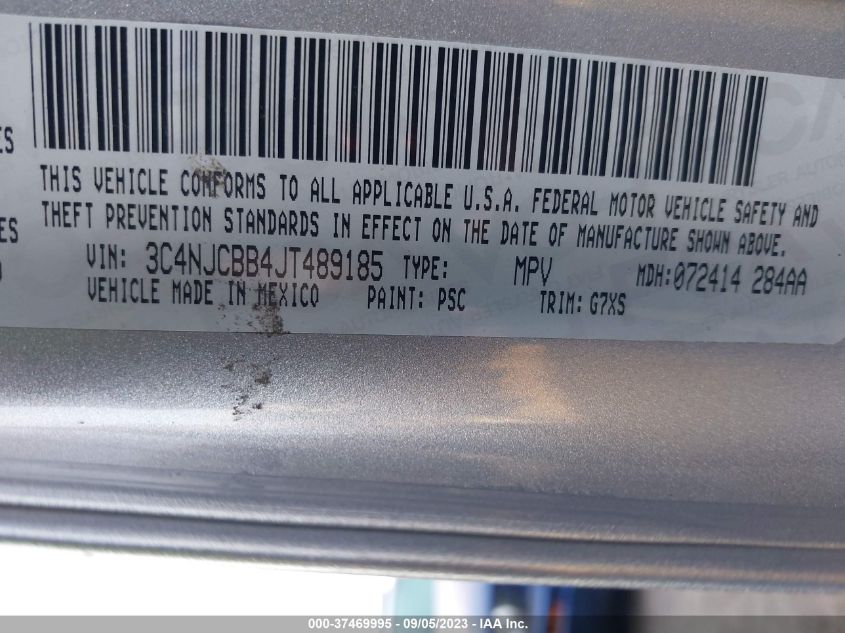 ES
THIS VEHICLE CONFORMS TO ALL APPLICABLE U.S.A. FEDERAL MOTOR VEHICLE SAFETY AND
ES
THEFT PREVENTION STANDARDS IN EFFECT ON THE DATE OF MANUFACTURE SHOWN ABOVE.
VIN: 3C4NJCBB4JT489185 TYPE: MPV MDH:072414 284AA
VEHICLE MADE IN MEXICO PAINT: PSC TRIM: G7XS
000-37469995 - 09/05/2023 - IAA Inc.